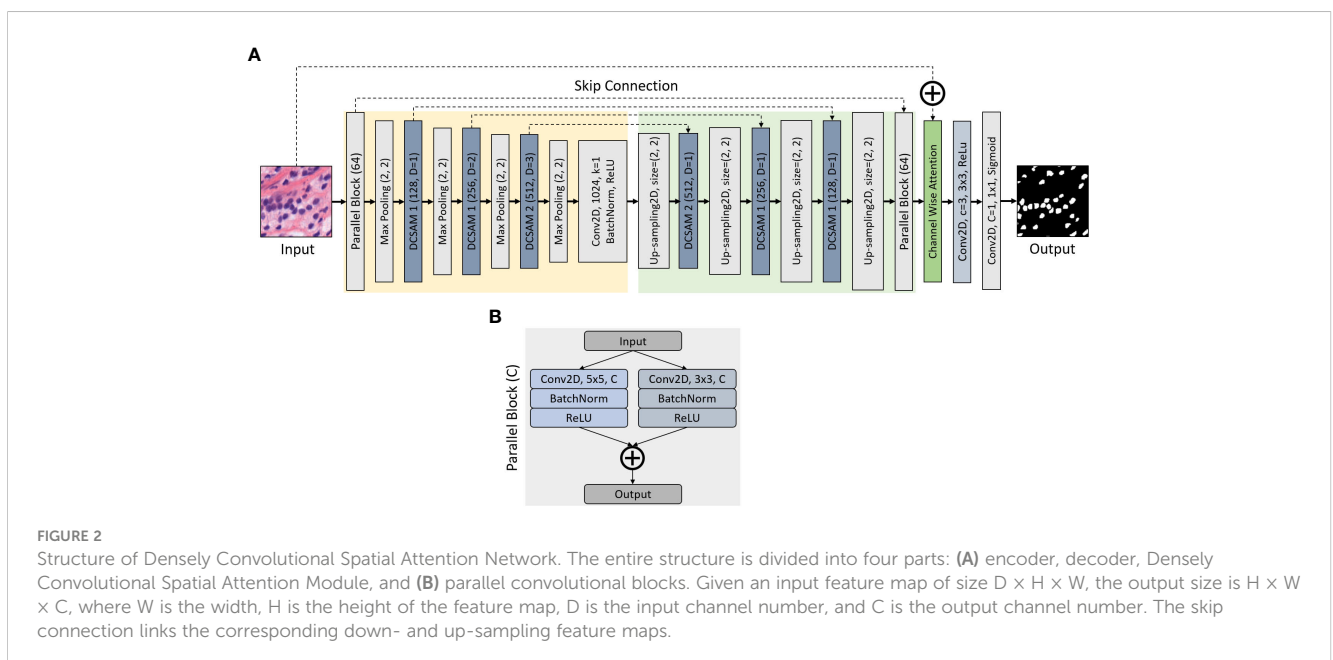 A
Skip Connection
Input
Parallel Block (64)
Max Pooling (2, 2)
DCSAM 1 (128, D=1)
Max Pooling (2, 2)
DCSAM 1 (256, D=2)
Max Pooling (2, 2)
DCSAM 2 (512, D=3)
Max Pooling (2, 2)
Conv2D, 1024, k=1
BatchNorm, ReLU
Up-sampling2D, size=(2, 2)
DCSAM 2 (512, D=1)
Up-sampling2D, size=(2, 2)
DCSAM 1 (256, D=1)
Up-sampling2D, size=(2, 2)
DCSAM 1 (128, D=1)
Up-sampling2D, size=(2, 2)
Parallel Block (64)
Channel Wise Attention
Conv2D, c=3, 3x3, ReLu
Conv2D, C=1, 1x1, Sigmoid
Output
B
Parallel Block (C)
Input
Conv2D, 5x5, C
BatchNorm
ReLU
Conv2D, 3x3, C
BatchNorm
ReLU
Output
FIGURE 2
Structure of Densely Convolutional Spatial Attention Network. The entire structure is divided into four parts: (A) encoder, decoder, Densely
Convolutional Spatial Attention Module, and (B) parallel convolutional blocks. Given an input feature map of size D × H × W, the output size is H × W
× C, where W is the width, H is the height of the feature map, D is the input channel number, and C is the output channel number. The skip
connection links the corresponding down- and up-sampling feature maps.